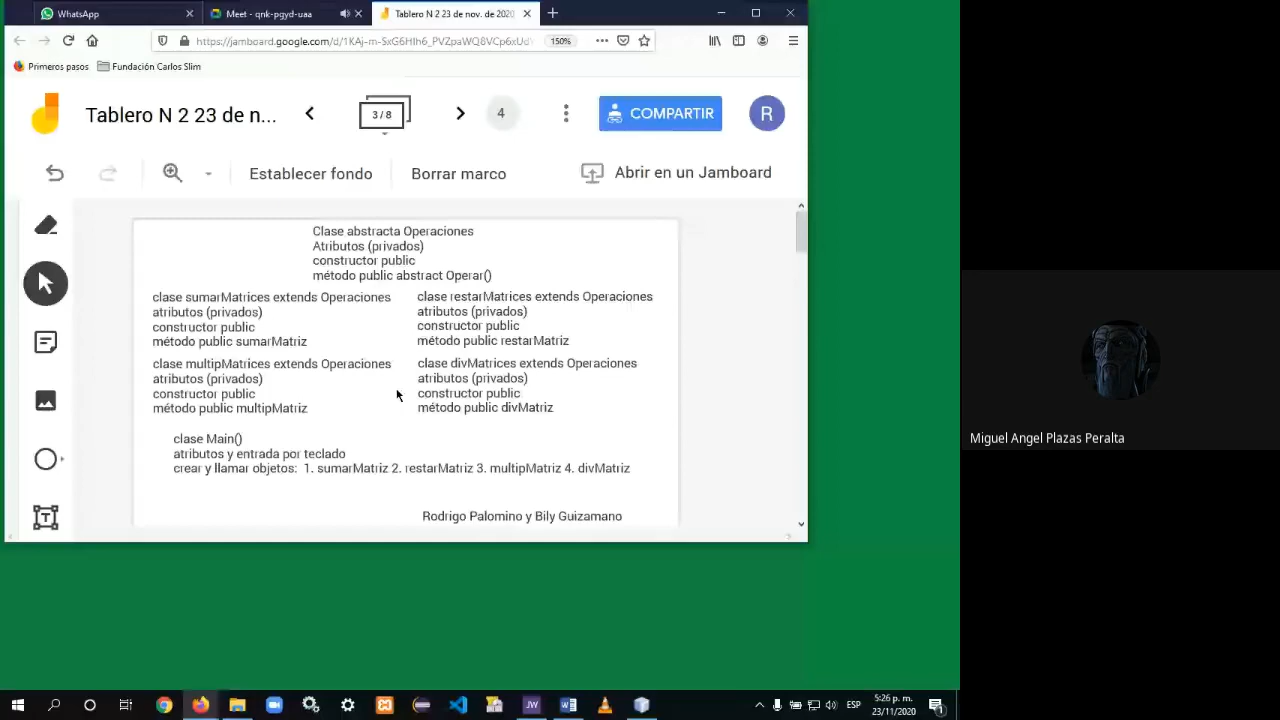 WhatsApp
Meet - qnk-pgyd-uaa
Tablero N 2 23 de nov. de 2020
150%
Primeros pasos
Fundación Carlos Slim
Tablero N 2 23 de n...
3 / 8
4
COMPARTIR
R
Establecer fondo
Borrar marco
Abrir en un Jamboard
Clase abstracta Operaciones
Atributos (privados)
constructor public
método public abstract Operar()
clase sumarMatrices extends Operaciones
atributos (privados)
constructor public
método public sumarMatriz
clase restarMatrices extends Operaciones
atributos (privados)
constructor public
método public restarMatriz
clase multipMatrices extends Operaciones
atributos (privados)
constructor public
método public multipMatriz
clase divMatrices extends Operaciones
atributos (privados)
constructor public
método public divMatriz
clase Main()
atributos y entrada por teclado
crear y llamar objetos: 1. sumarMatriz 2. restarMatriz 3. multipMatriz 4. divMatriz
Rodrigo Palomino y Bily Guizamano
Miguel Angel Plazas Peralta
JW
ESP
5:26 p. m.
23/11/2020